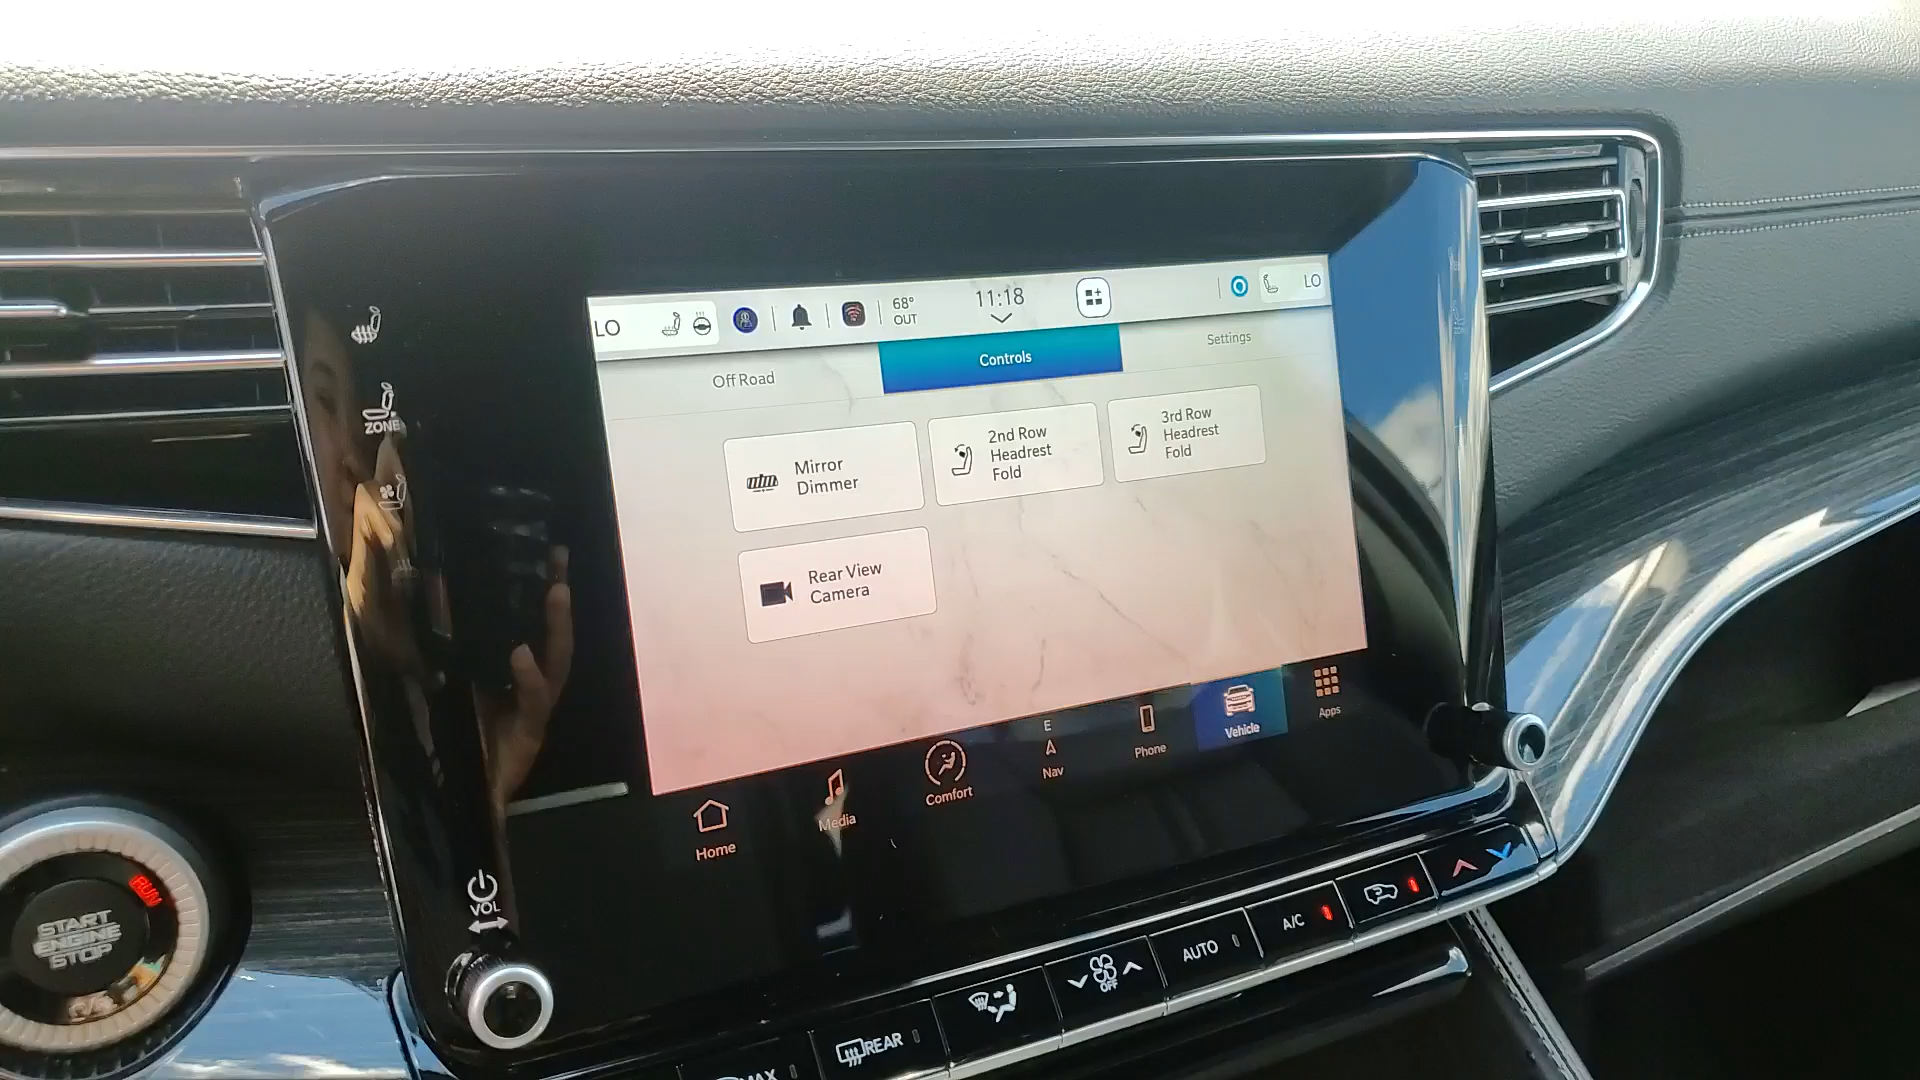 LO
68°
OUT
11:18
LO
Off Road
Controls
Settings
Mirror
Dimmer
2nd Row
Headrest
Fold
3rd Row
Headrest
Fold
Rear View
Camera
Home
Media
Comfort
E
Nav
Phone
Vehicle
Apps
ZONE
VOL
RUN
START
ENGINE
STOP
MAX
REAR
OFF
AUTO
A/C